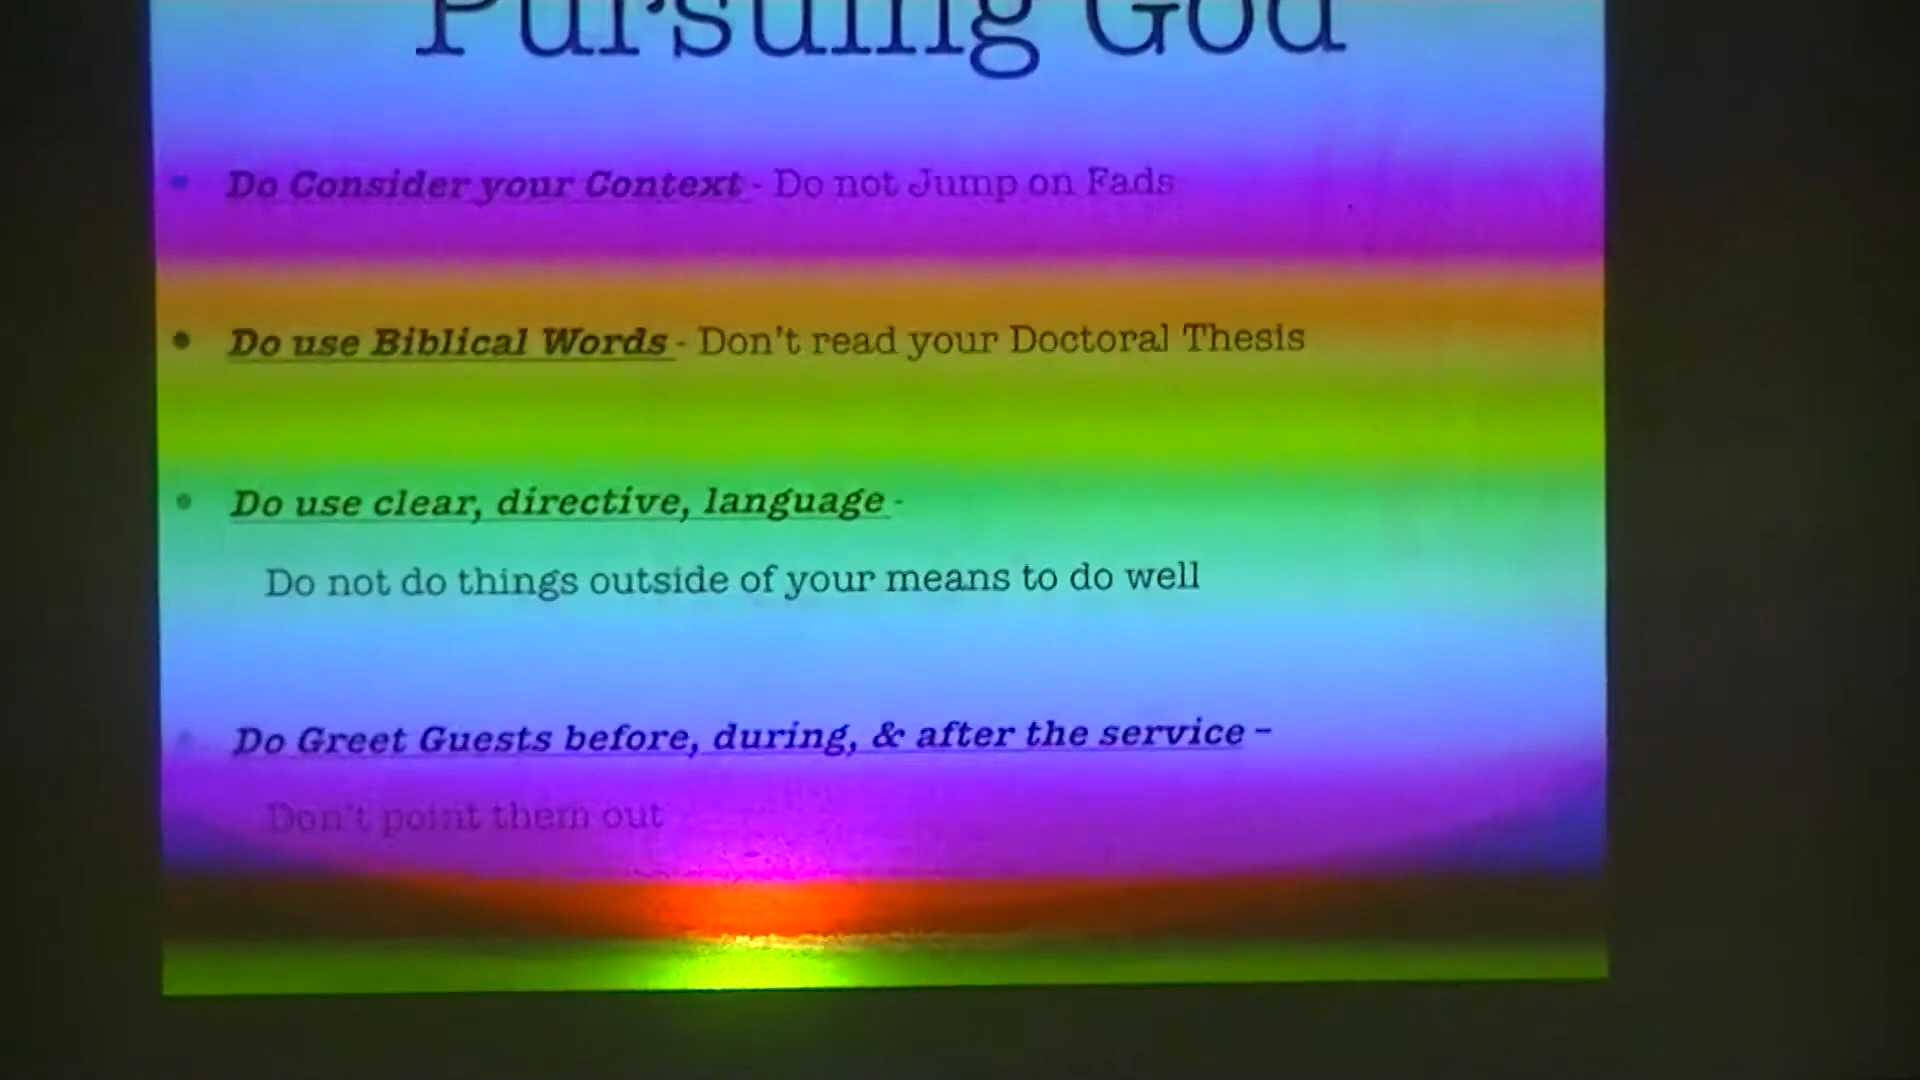 Pursuing God
• Do Consider your Context - Do not Jump on Fads
• Do use Biblical Words - Don't read your Doctoral Thesis
• Do use clear, directive, language -
Do not do things outside of your means to do well
• Do Greet Guests before, during, & after the service –
Don't point them out